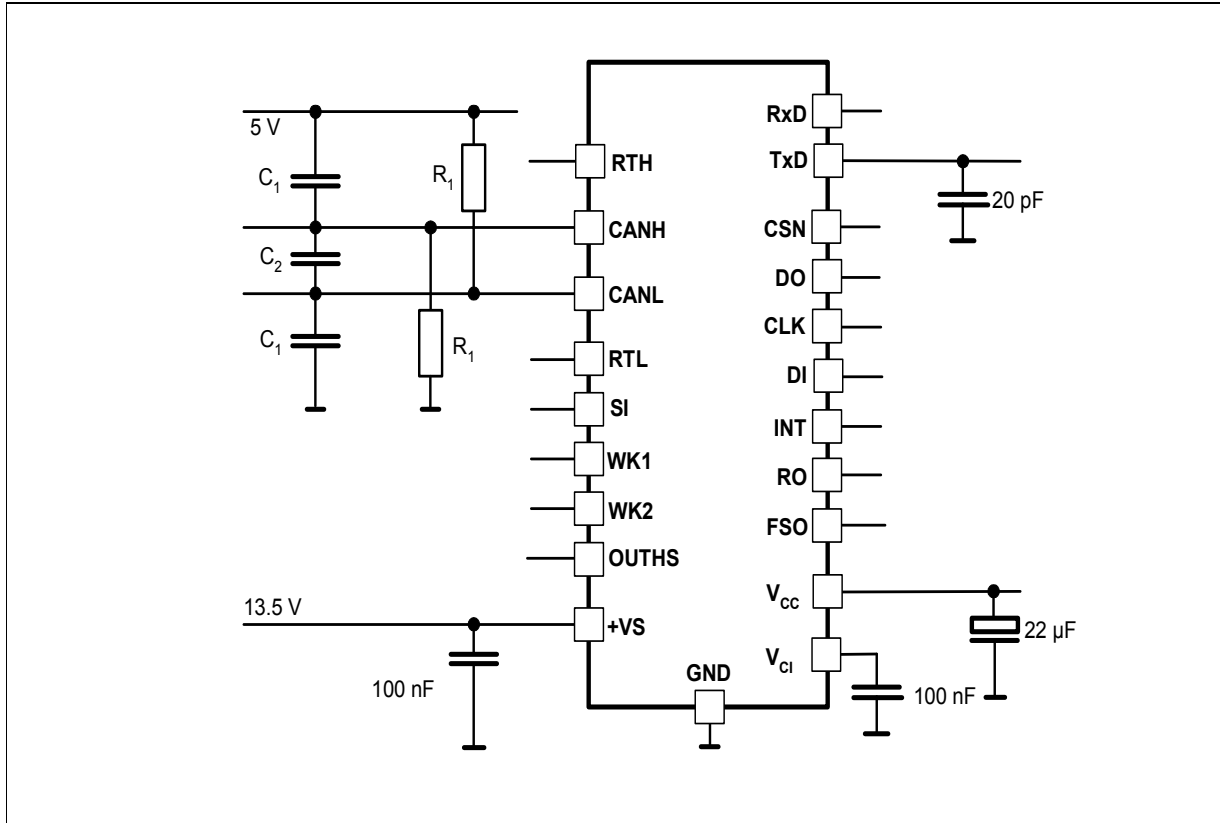 5 V
C1
R1
C2
C1
R1
13.5 V
100 nF
RTH
CANH
CANL
RTL
SI
WK1
WK2
OUTHS
+VS
GND
RxD
TxD
CSN
DO
CLK
DI
INT
RO
FSO
VCC
VCI
20 pF
22 µF
100 nF